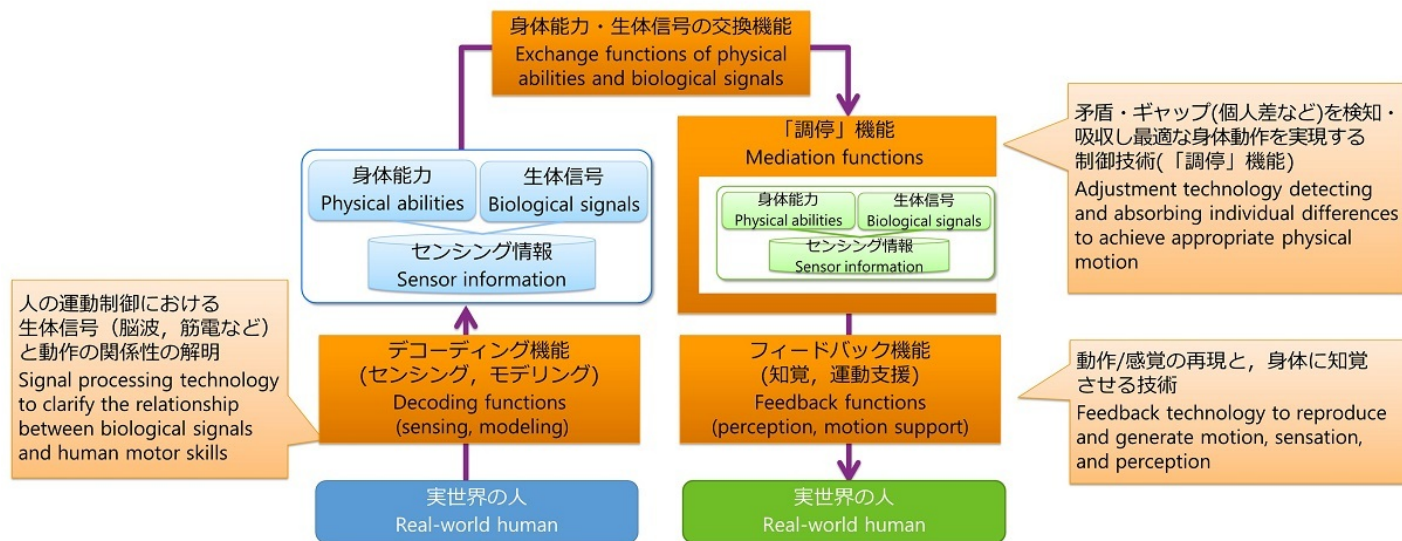 身体能力・生体信号の交換機能
Exchange functions of physical
abilities and biological signals
身体能力
Physical abilities
生体信号
Biological signals
センシング情報
Sensor information
人の運動制御における
生体信号（脳波，筋電など）
と動作の関係性の解明
Signal processing technology
to clarify the relationship
between biological signals
and human motor skills
デコーディング機能
(センシング，モデリング)
Decoding functions
(sensing, modeling)
実世界の人
Real-world human
「調停」機能
Mediation functions
身体能力
Physical abilities
生体信号
Biological signals
センシング情報
Sensor information
矛盾・ギャップ(個人差など)を検知・
吸収し最適な身体動作を実現する
制御技術(「調停」機能)
Adjustment technology detecting
and absorbing individual differences
to achieve appropriate physical
motion
フィードバック機能
(知覚，運動支援)
Feedback functions
(perception, motion support)
動作/感覚の再現と，身体に知覚
させる技術
Feedback technology to reproduce
and generate motion, sensation,
and perception
実世界の人
Real-world human